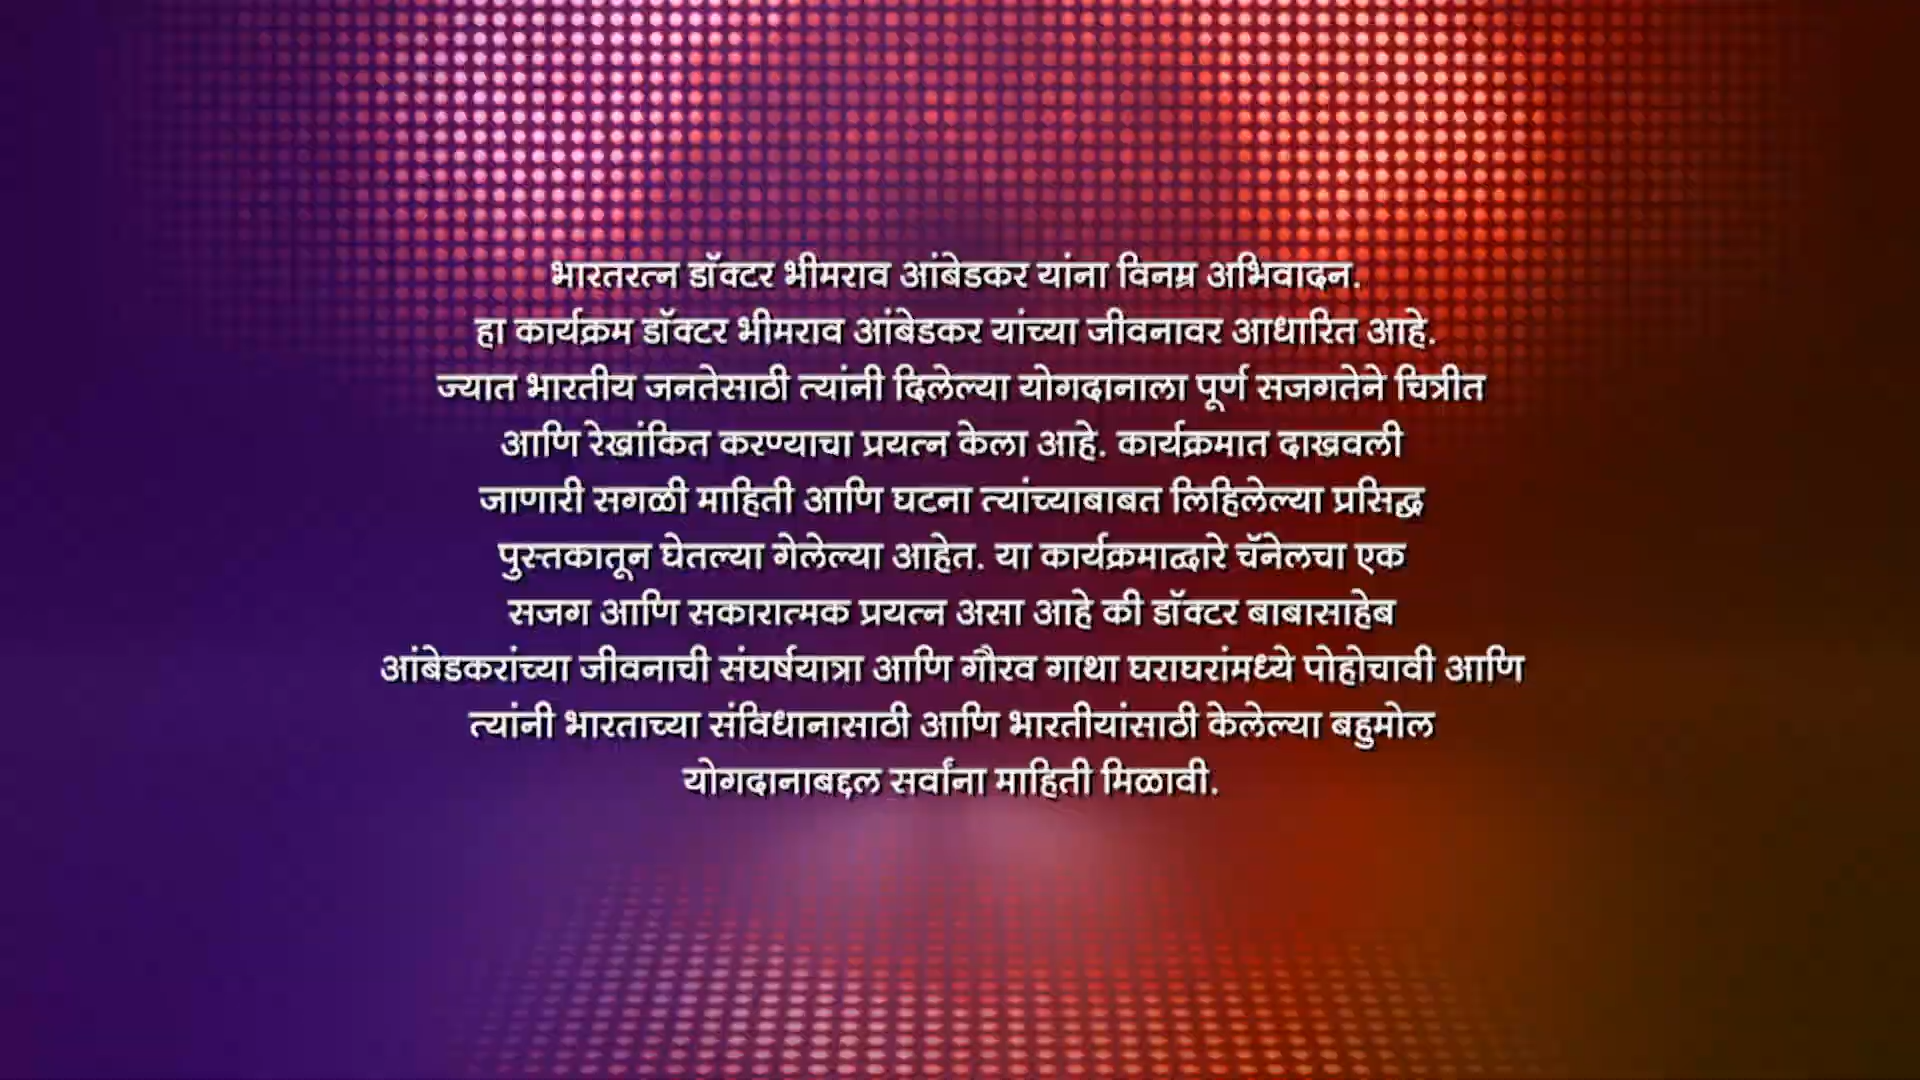 भारतरत्न डॉक्टर भीमराव आंबेडकर यांना विनम्र अभिवादन.
हा कार्यक्रम डॉक्टर भीमराव आंबेडकर यांच्या जीवनावर आधारित आहे.
ज्यात भारतीय जनतेसाठी त्यांनी दिलेल्या योगदानाला पूर्ण सजगतेने चित्रीत
आणि रेखांकित करण्याचा प्रयत्न केला आहे. कार्यक्रमात दाखवली
जाणारी सगळी माहिती आणि घटना त्यांच्याबाबत लिहिलेल्या प्रसिद्ध
पुस्तकातून घेतल्या गेलेल्या आहेत. या कार्यक्रमाद्वारे चॅनेलचा एक
सजग आणि सकारात्मक प्रयत्न असा आहे की डॉक्टर बाबासाहेब
आंबेडकरांच्या जीवनाची संघर्षयात्रा आणि गौरव गाथा घराघरांमध्ये पोहोचावी आणि
त्यांनी भारताच्या संविधानासाठी आणि भारतीयांसाठी केलेल्या बहुमोल
योगदानाबद्दल सर्वांना माहिती मिळावी.